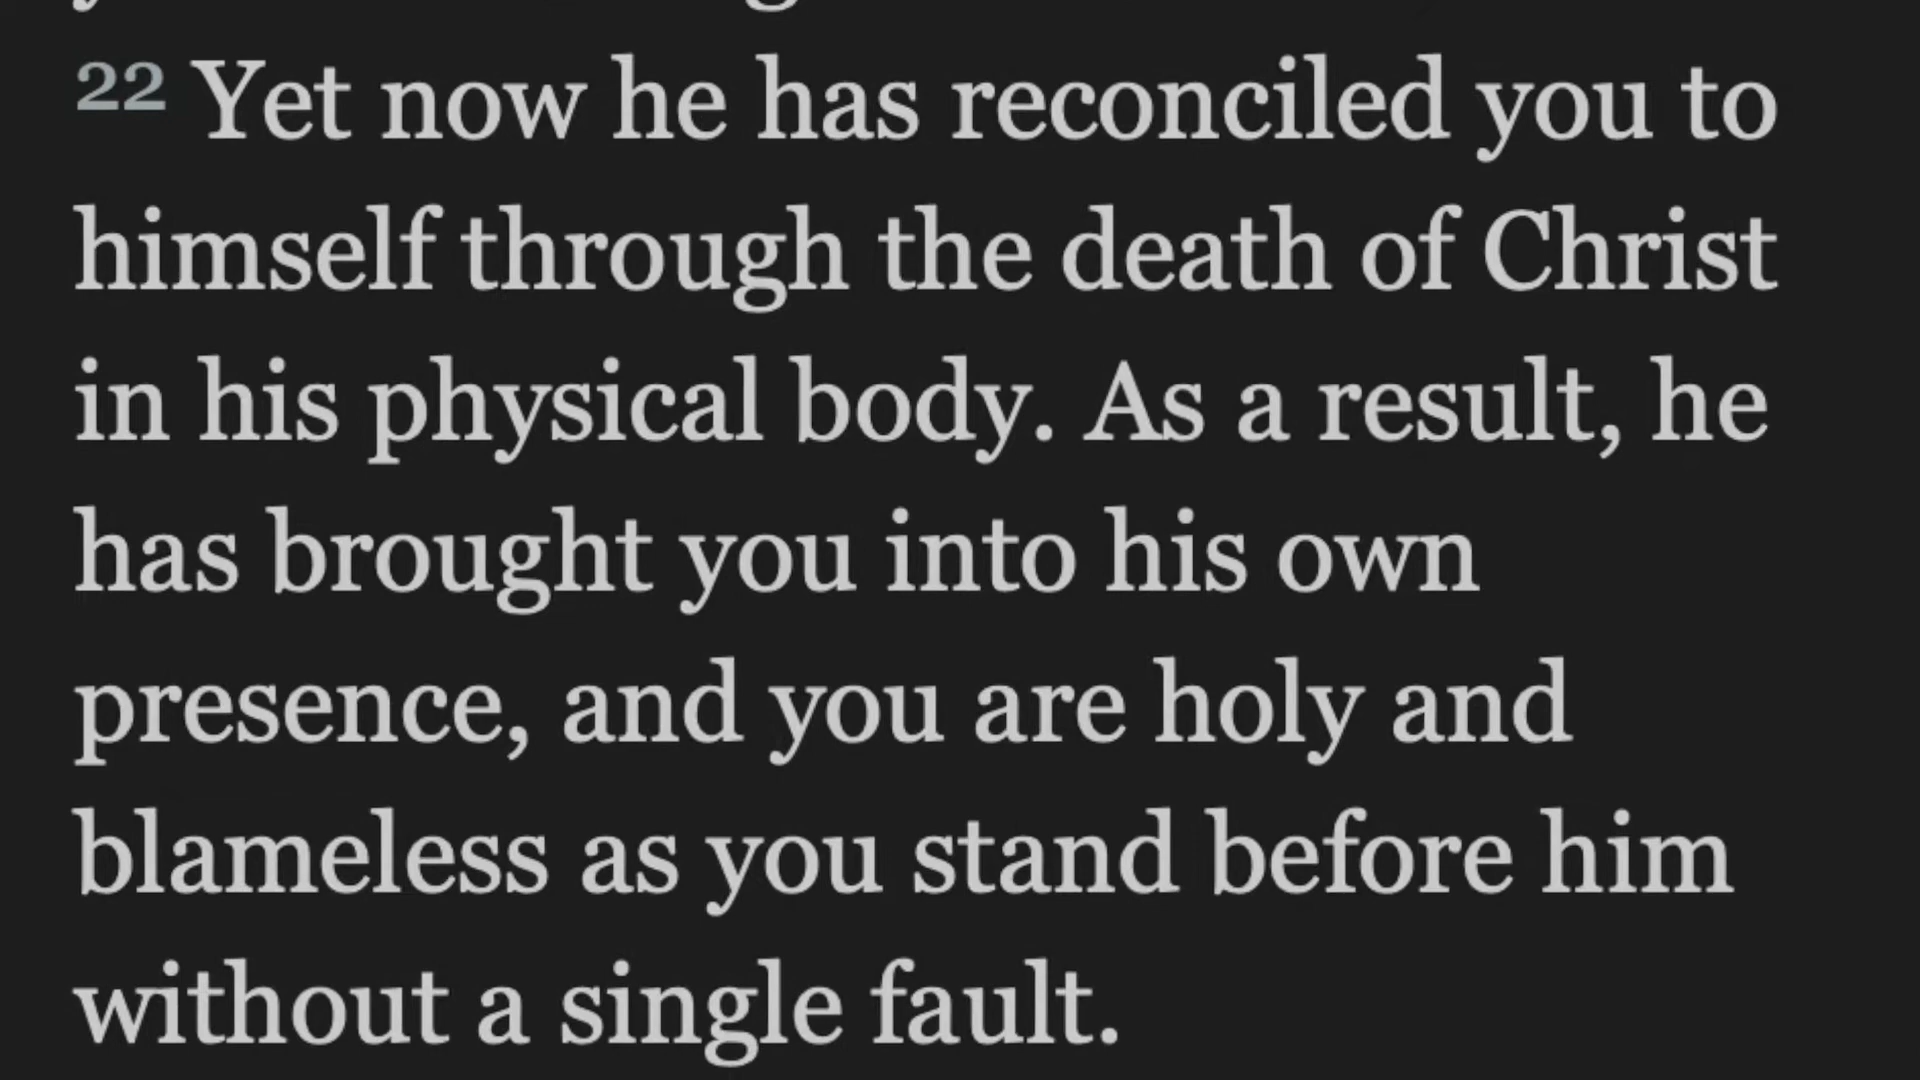 22 Yet now he has reconciled you to
himself through the death of Christ
in his physical body. As a result, he
has brought you into his own
presence, and you are holy and
blameless as you stand before him
without a single fault.